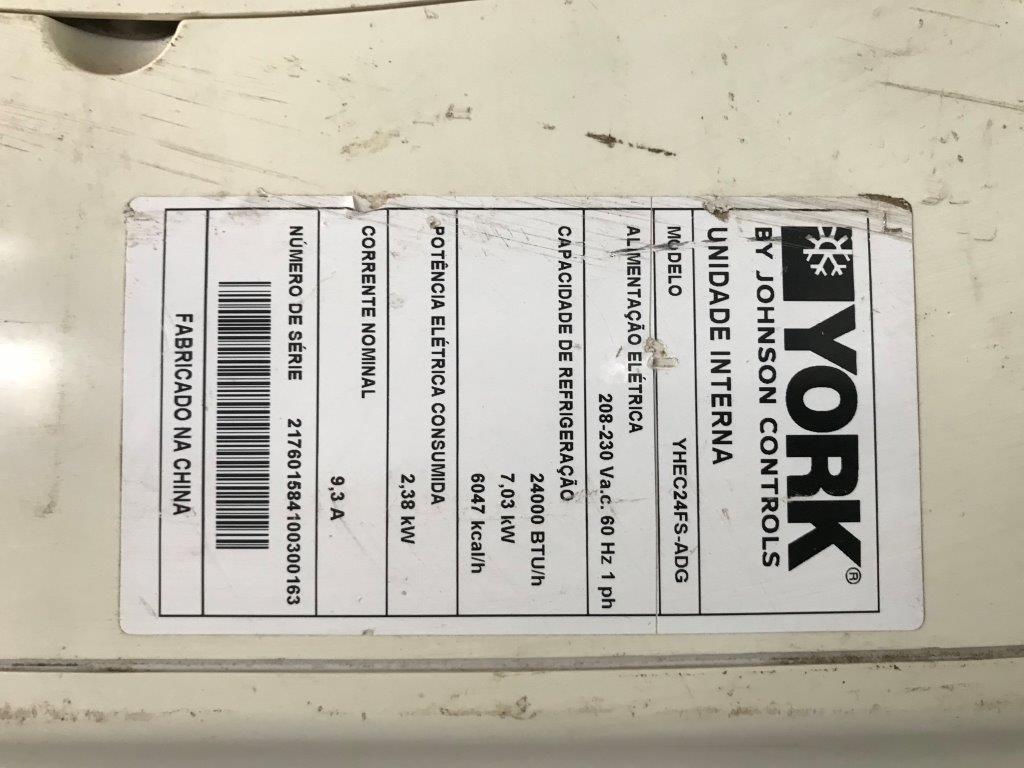 YORK®
BY JOHNSON CONTROLS
UNIDADE INTERNA
MODELO YHEC24FS-ADG
ALIMENTAÇÃO ELÉTRICA
208-230 Va.c. 60 Hz 1 ph
CAPACIDADE DE REFRIGERAÇÃO
24000 BTU/h
7,03 kW
6047 kcal/h
POTÊNCIA ELÉTRICA CONSUMIDA
2,38 kW
CORRENTE NOMINAL
9,3 A
NÚMERO DE SÉRIE 217601584100300163
FABRICADO NA CHINA